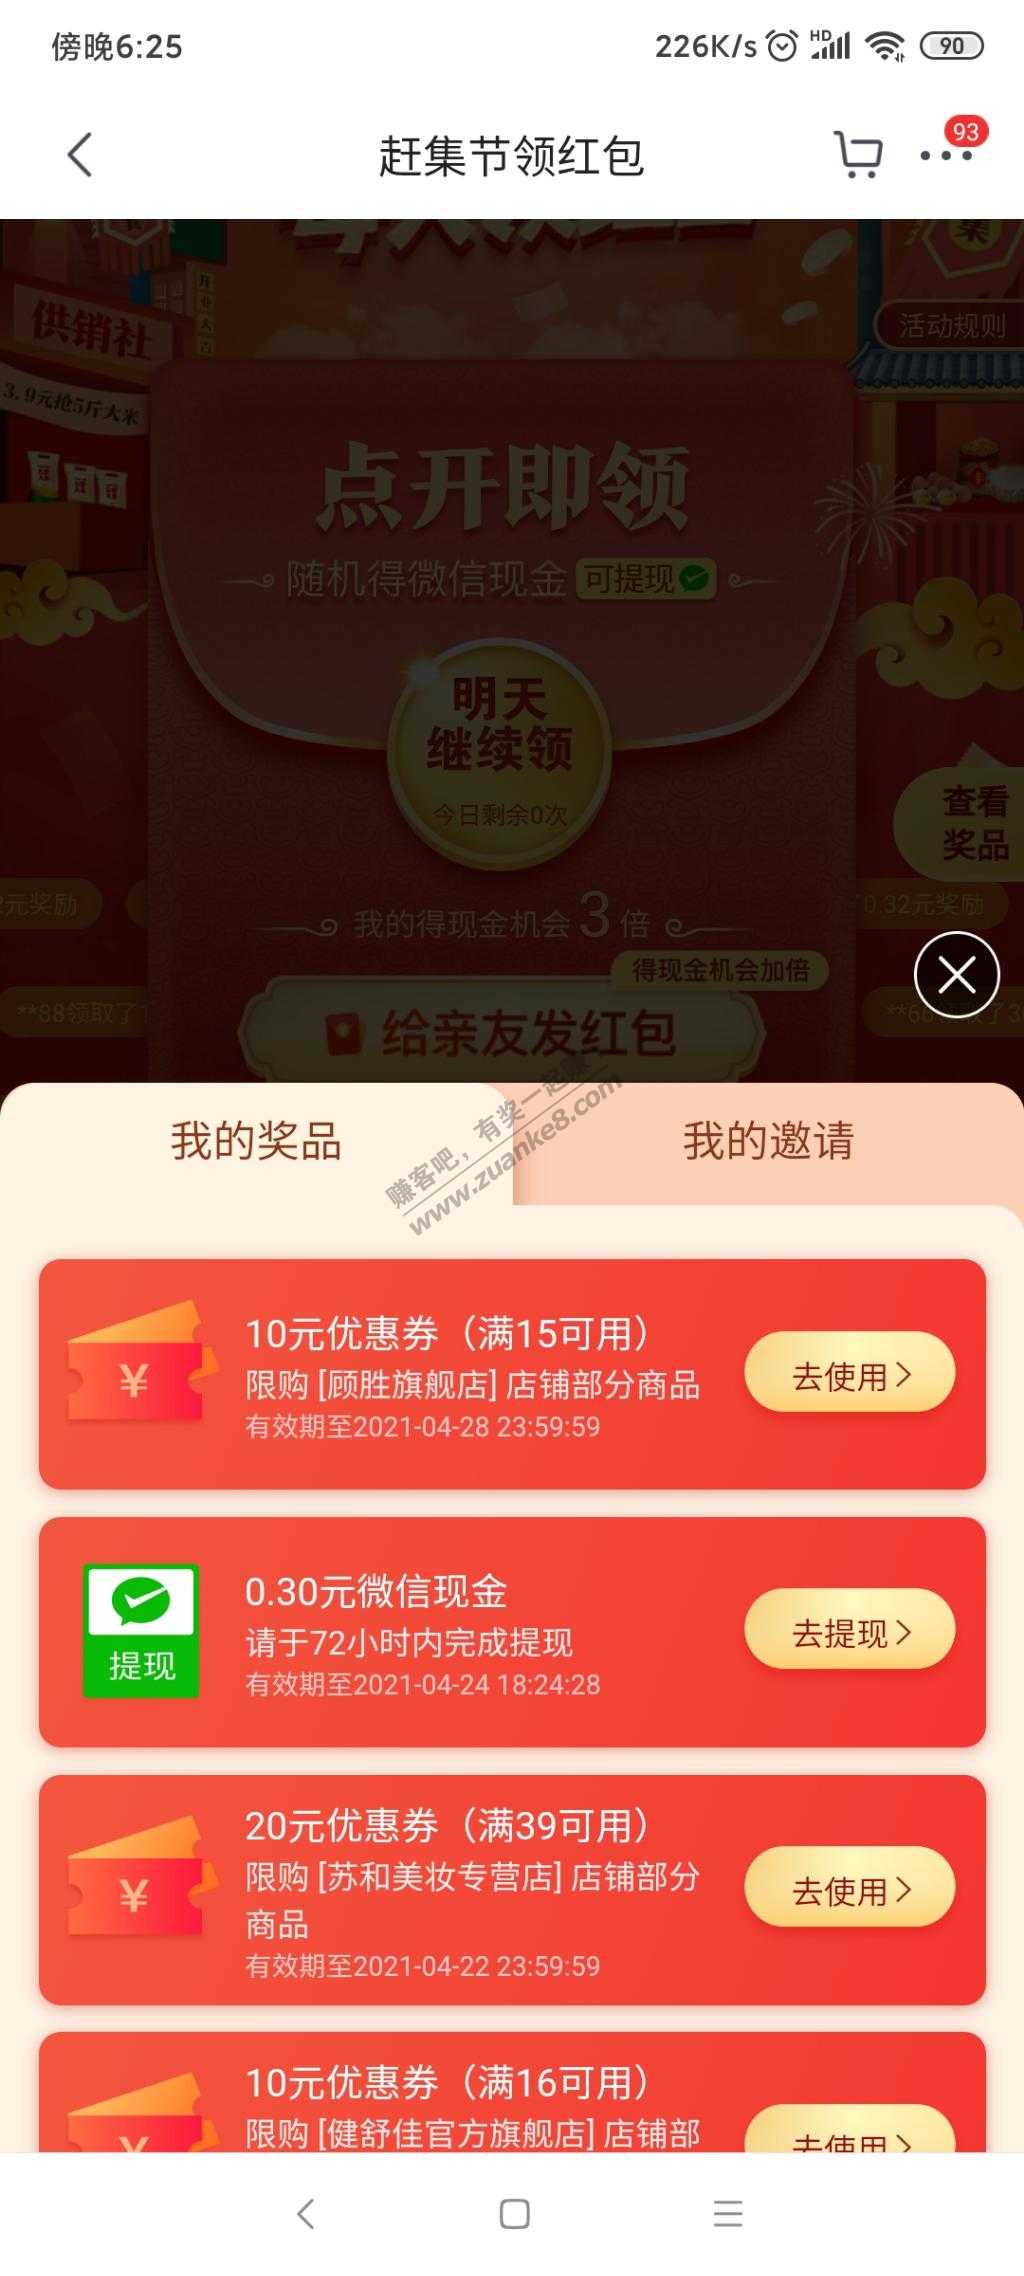 傍晚6:25
226K/s HD 90
赶集节领红包
93
供销社
开业大吉
集
活动规则
3.9元抢5斤大米
点开即领
随机得微信现金 可提现
明天
继续领
今日剩余0次
查看
奖品
2元奖励
0.32元奖励
我的得现金机会3倍
得现金机会加倍
**88领取了1
给亲友发红包
我的奖品
我的邀请
赚客吧，有奖一起赚
www.zuanke8.com
10元优惠券（满15可用）
限购 [顾胜旗舰店] 店铺部分商品
有效期至2021-04-28 23:59:59
去使用
¥
0.30元微信现金
请于72小时内完成提现
有效期至2021-04-24 18:24:28
提现
去提现
20元优惠券（满39可用）
限购 [苏和美妆专营店] 店铺部分
商品
有效期至2021-04-22 23:59:59
¥
去使用
10元优惠券（满16可用）
限购 [健舒佳官方旗舰店] 店铺部
¥
去使用